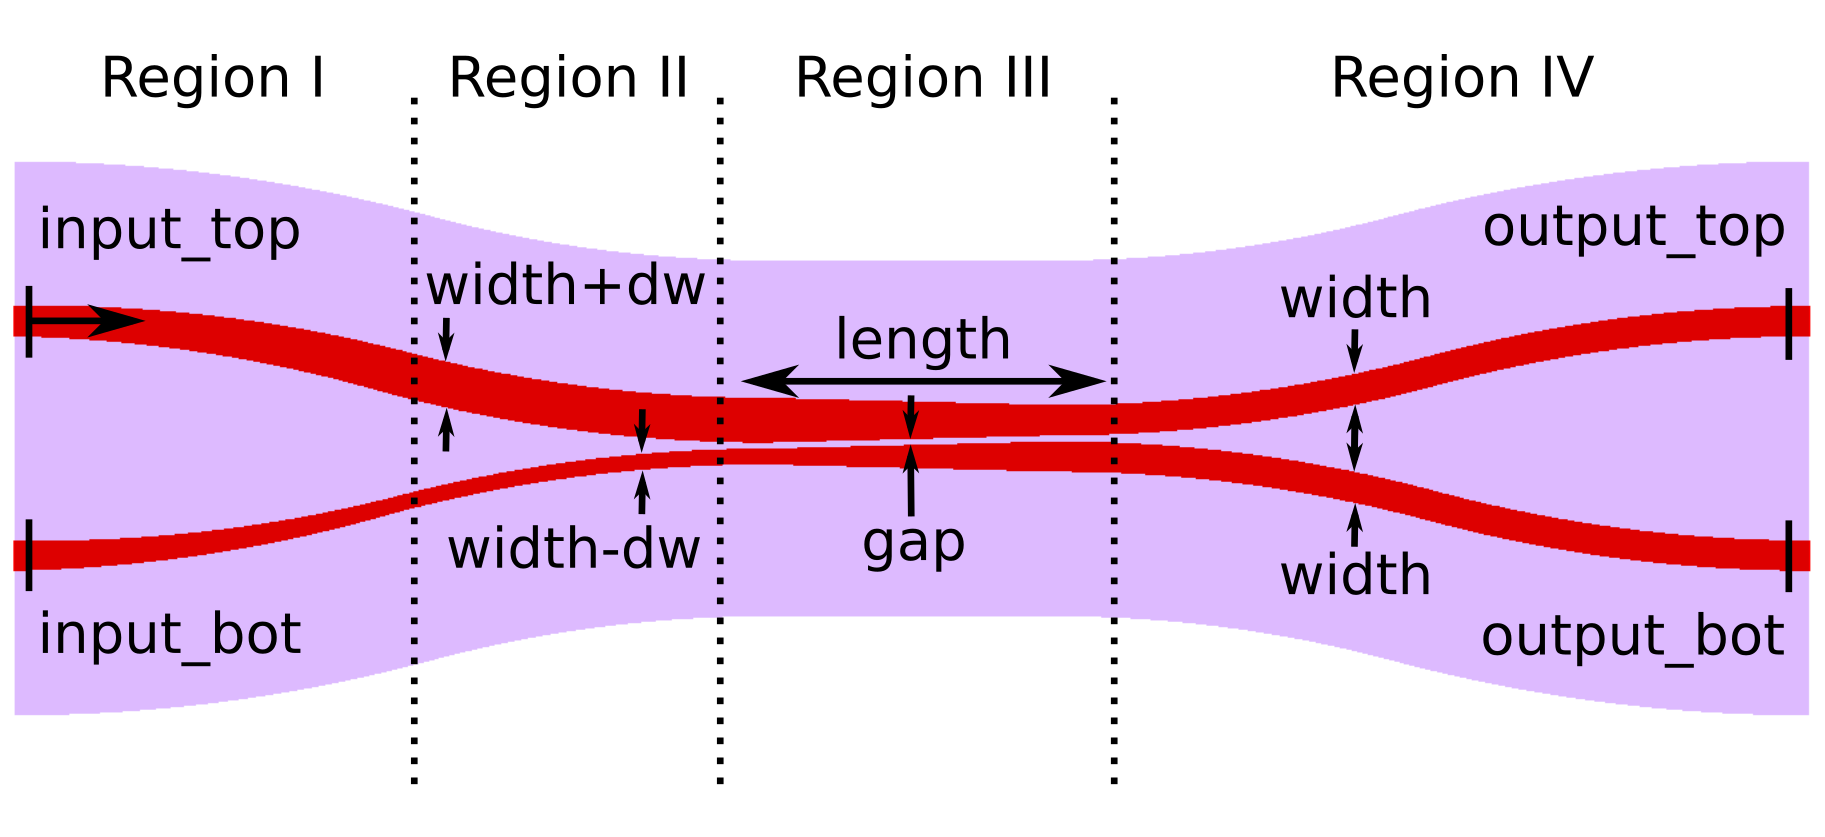 Region I
Region II
Region III
Region IV
input_top
output_top
width+dw
width
length
width-dw
gap
width
input_bot
output_bot